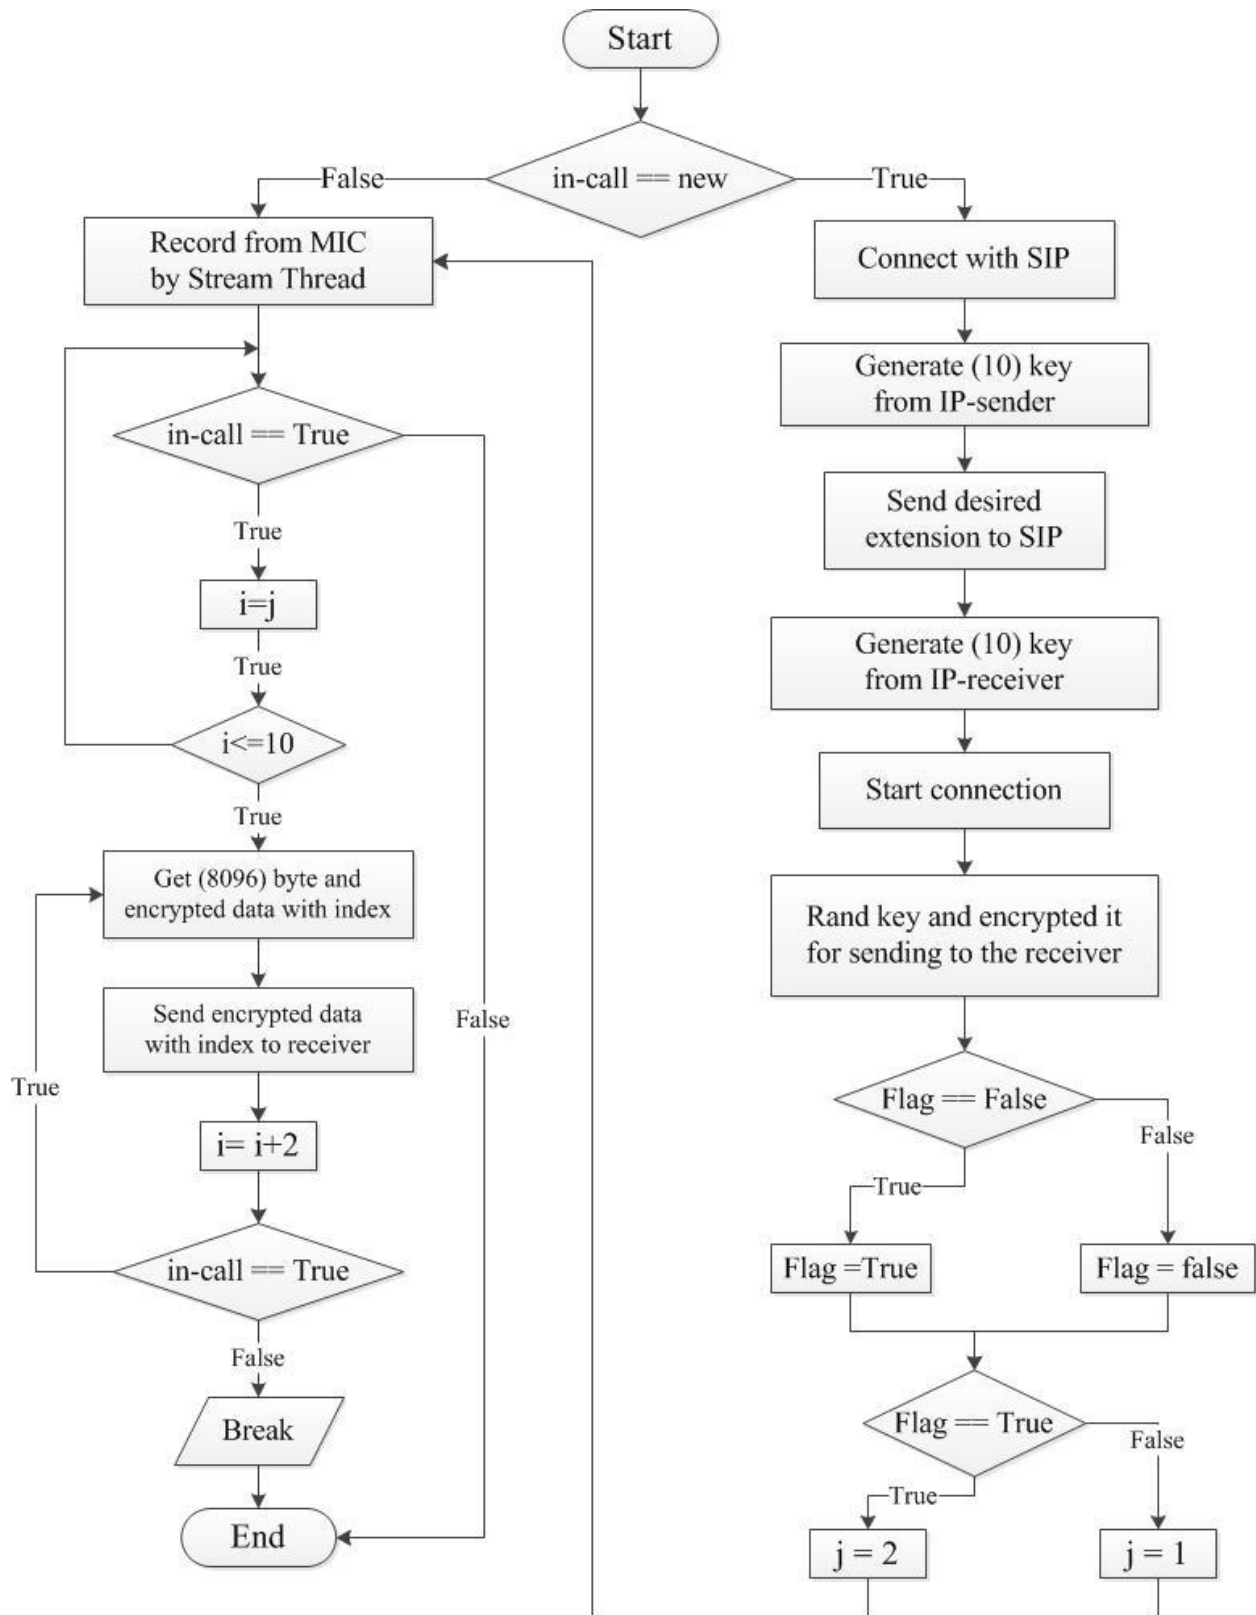 Start
in-call == new
False
True
Record from MIC
by Stream Thread
in-call == True
True
i=j
True
i<=10
True
Get (8096) byte and
encrypted data with index
Send encrypted data
with index to receiver
i= i+2
True
in-call == True
False
Break
End
False
Connect with SIP
Generate (10) key
from IP-sender
Send desired
extension to SIP
Generate (10) key
from IP-receiver
Start connection
Rand key and encrypted it
for sending to the receiver
Flag == False
False
True
Flag =True
Flag = false
Flag == True
False
True
j = 2
j = 1